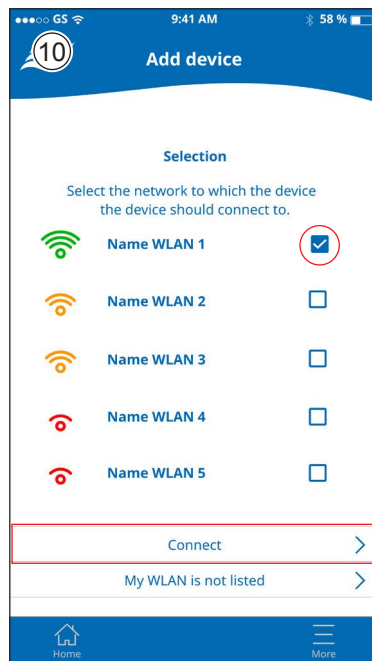 GS 9:41 AM 58 %
10
Add device
Selection
Select the network to which the device
the device should connect to.
Name WLAN 1
Name WLAN 2
Name WLAN 3
Name WLAN 4
Name WLAN 5
Connect
My WLAN is not listed
Home More